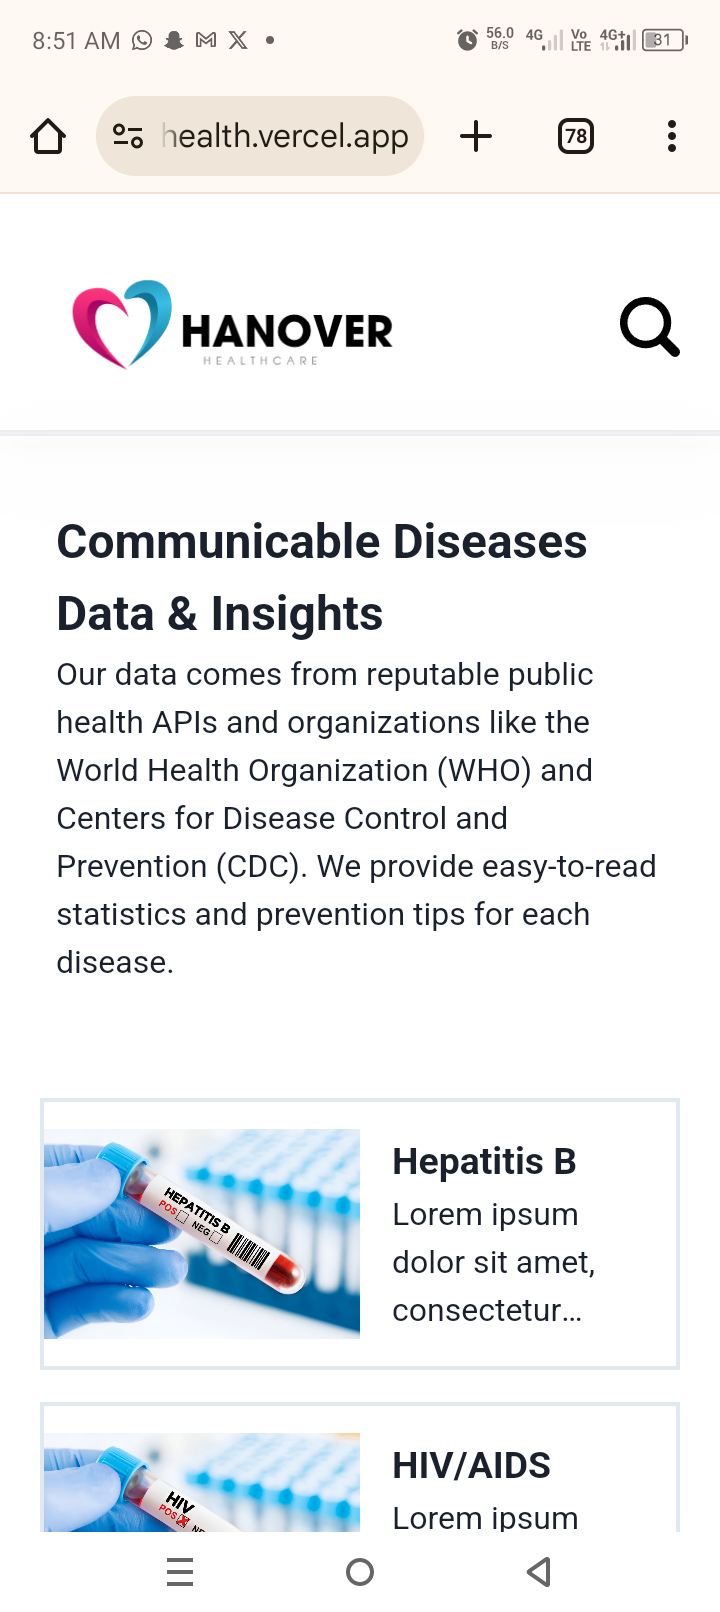 8:51 AM 56.0 B/S 4G Vo LTE 4G+ 31
health.vercel.app 78
HANOVER
HEALTHCARE
Communicable Diseases
Data & Insights
Our data comes from reputable public
health APIs and organizations like the
World Health Organization (WHO) and
Centers for Disease Control and
Prevention (CDC). We provide easy-to-read
statistics and prevention tips for each
disease.
HEPATITIS B
POS NEG
Hepatitis B
Lorem ipsum
dolor sit amet,
consectetur...
HIV
POS
HIV/AIDS
Lorem ipsum